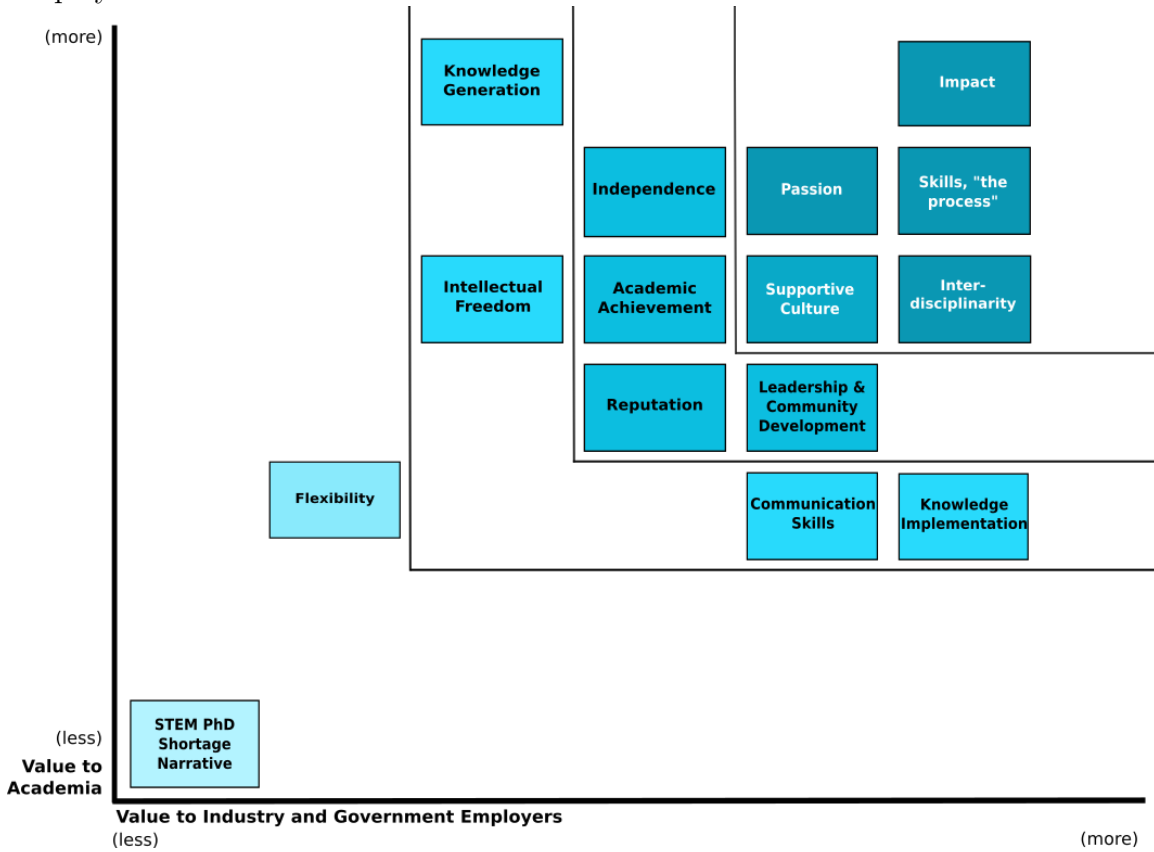 (more)
Knowledge
Generation
Impact
Independence
Passion
Skills, "the
process"
Intellectual
Freedom
Academic
Achievement
Supportive
Culture
Inter-
disciplinarity
Reputation
Leadership &
Community
Development
Flexibility
Communication
Skills
Knowledge
Implementation
STEM PhD
Shortage
Narrative
(less)
Value to
Academia
Value to Industry and Government Employers
(less)
(more)